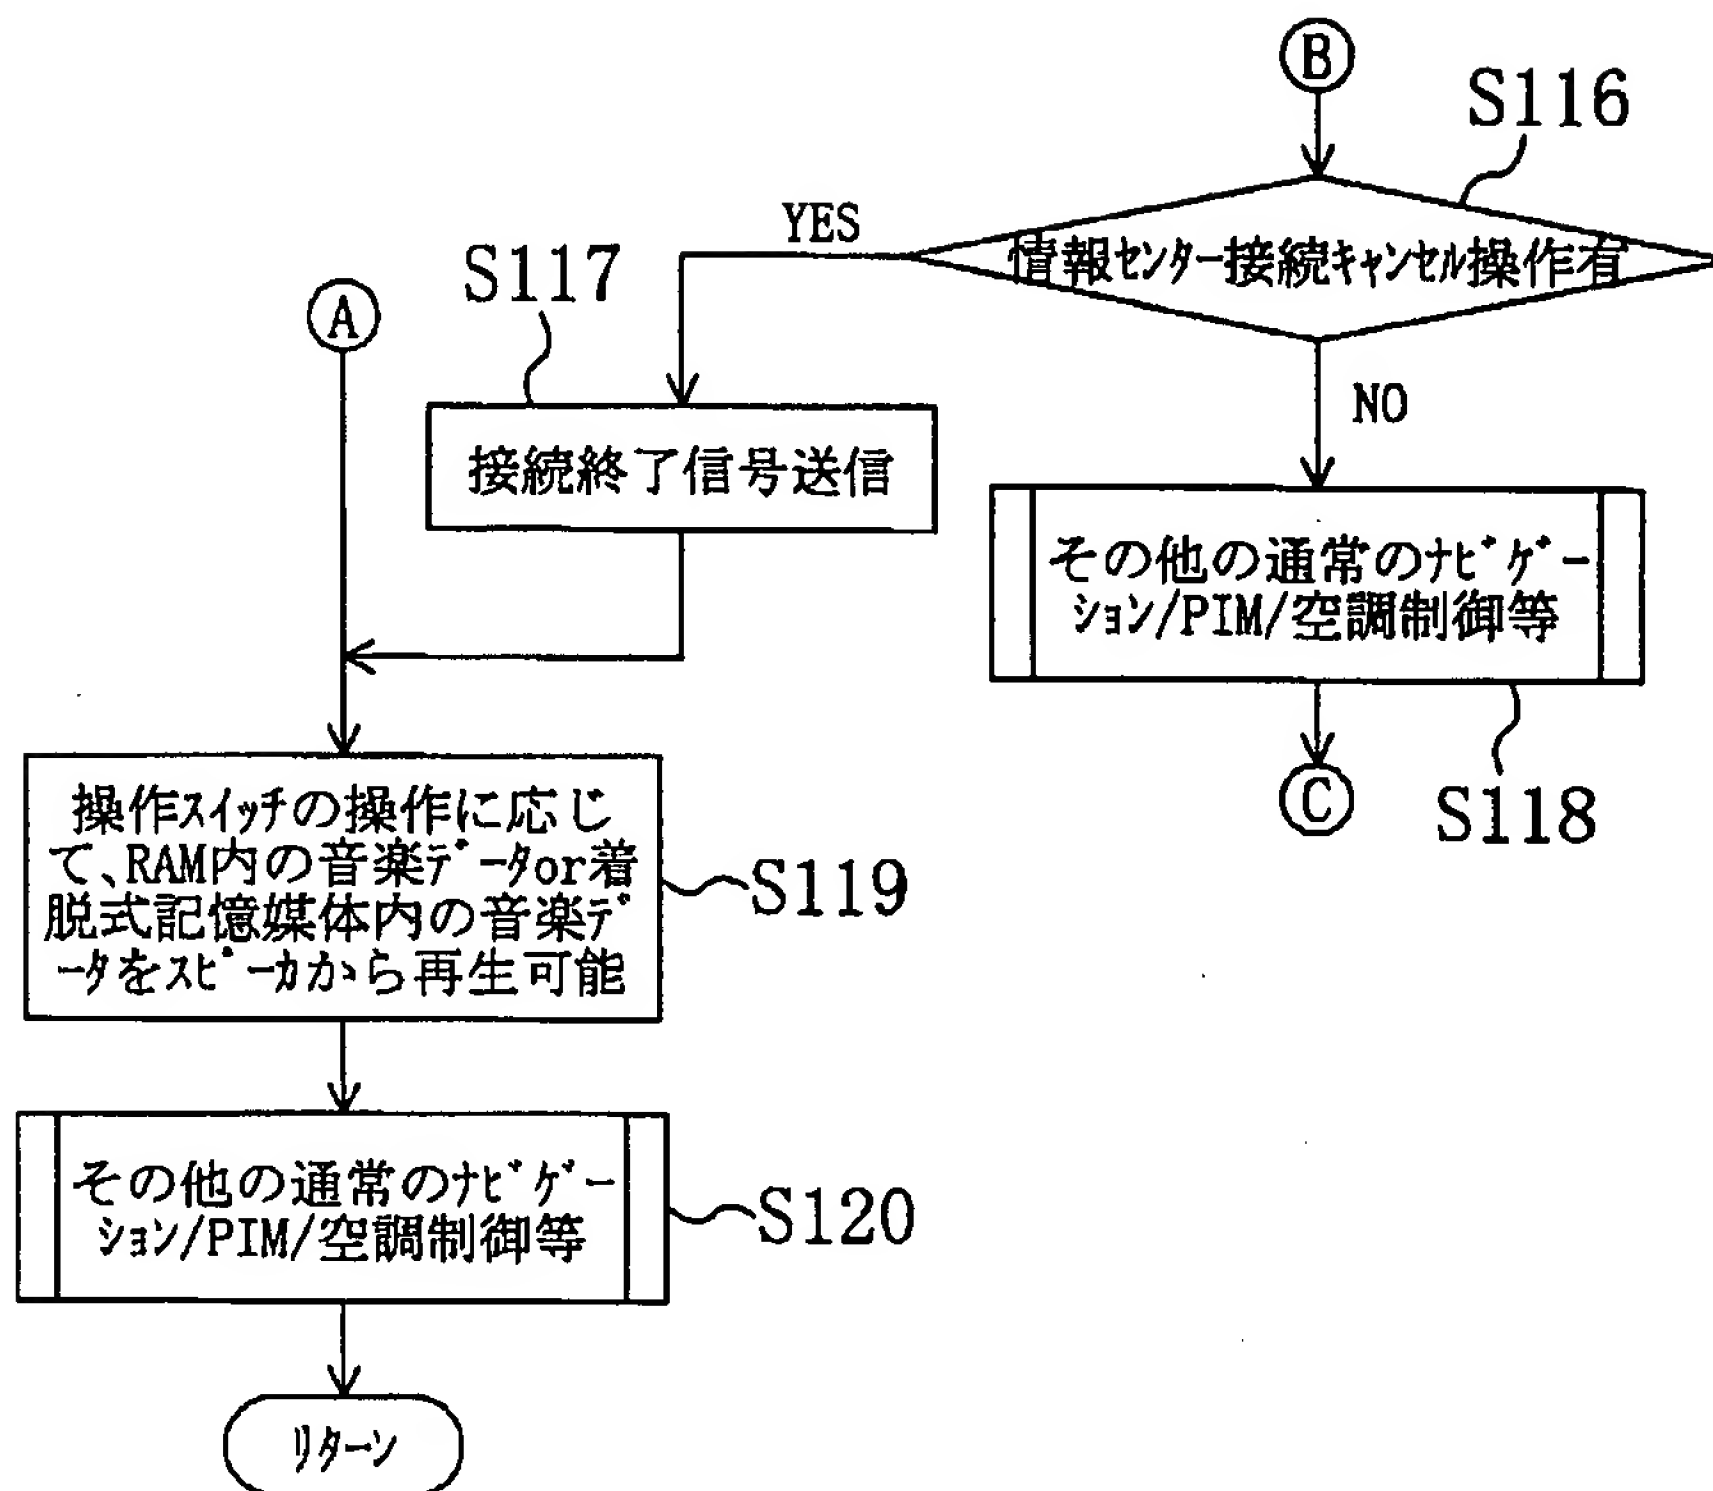 B
S116
YES
情報センター接続キャンセル操作有
S117
A
NO
接続終了信号送信
その他の通常のナビゲー
ション/PIM/空調制御等
C
S118
操作スイッチの操作に応じ
て、RAM内の音楽データor着
脱式記憶媒体内の音楽デ
ータをスピーカから再生可能
S119
その他の通常のナビゲー
ション/PIM/空調制御等
S120
リターン